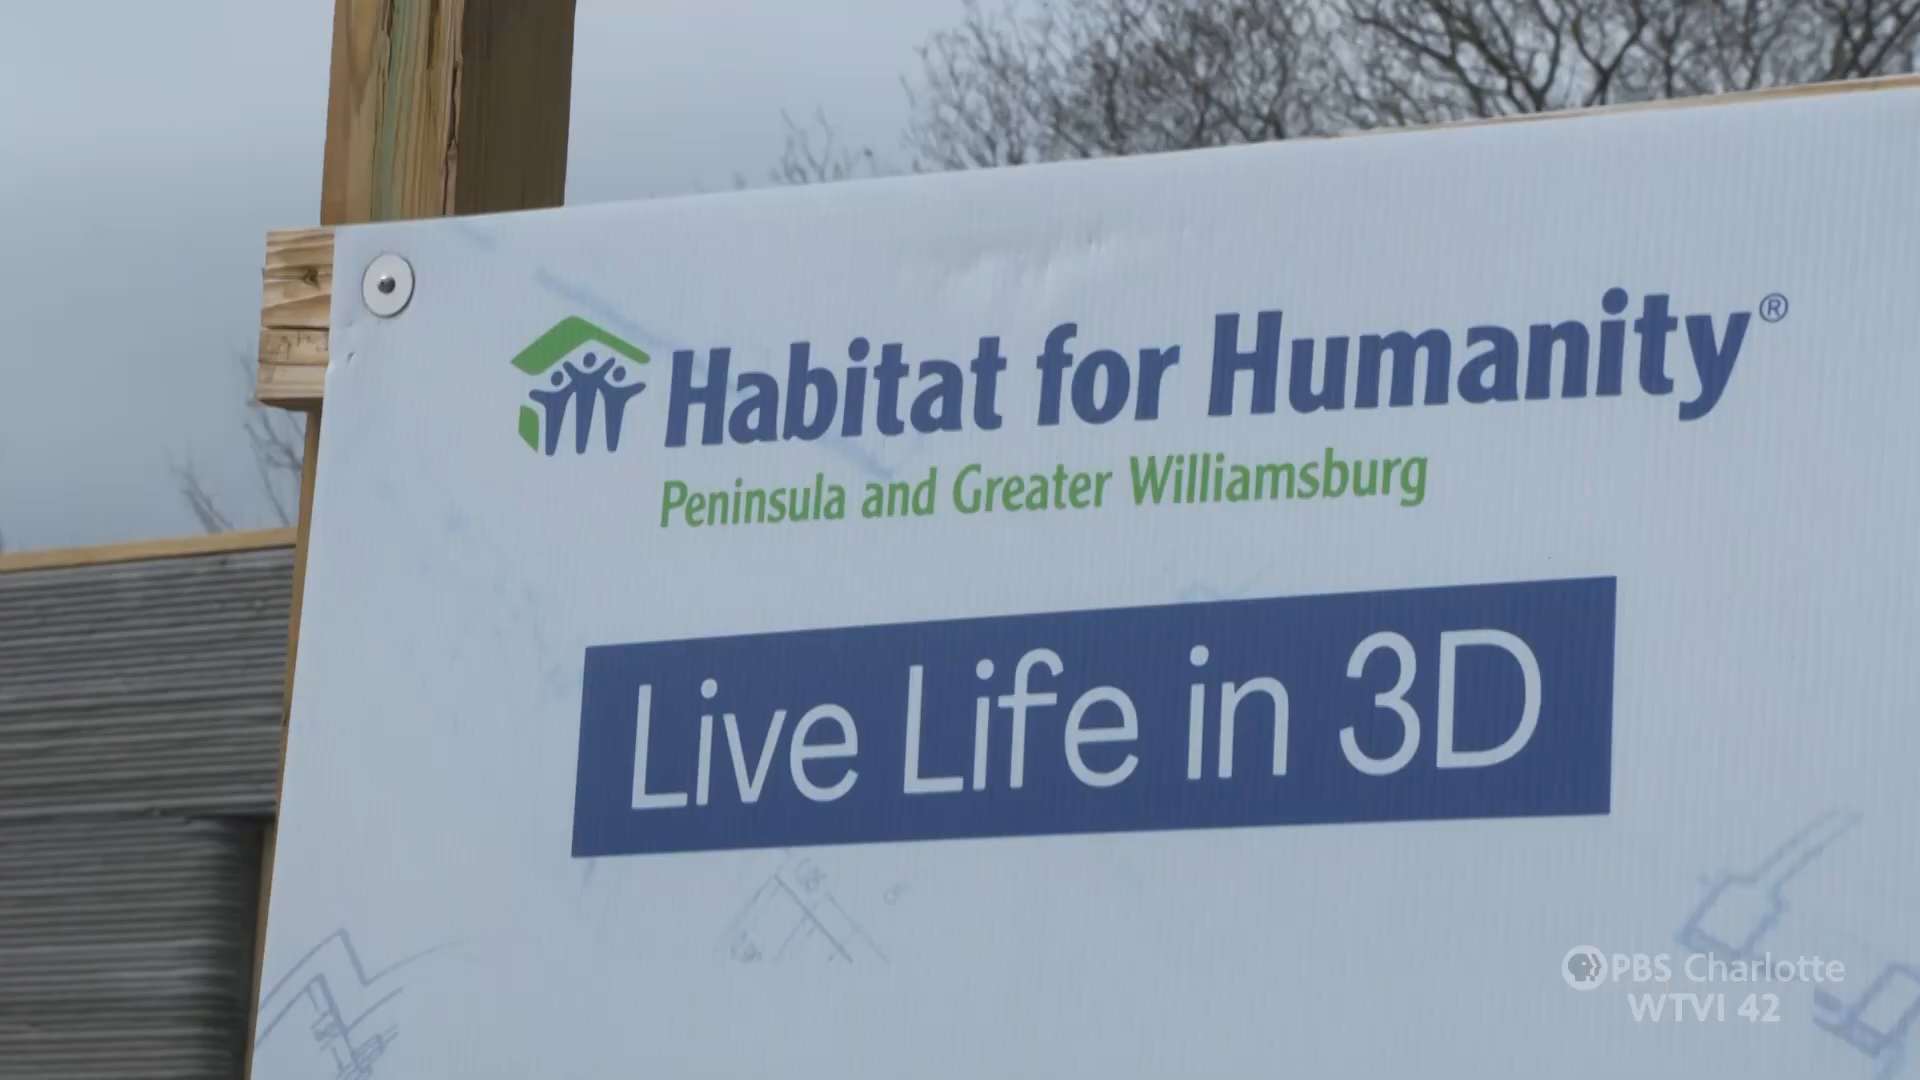 Habitat for Humanity®
Peninsula and Greater Williamsburg
Live Life in 3D
PBS Charlotte
WTVI 42